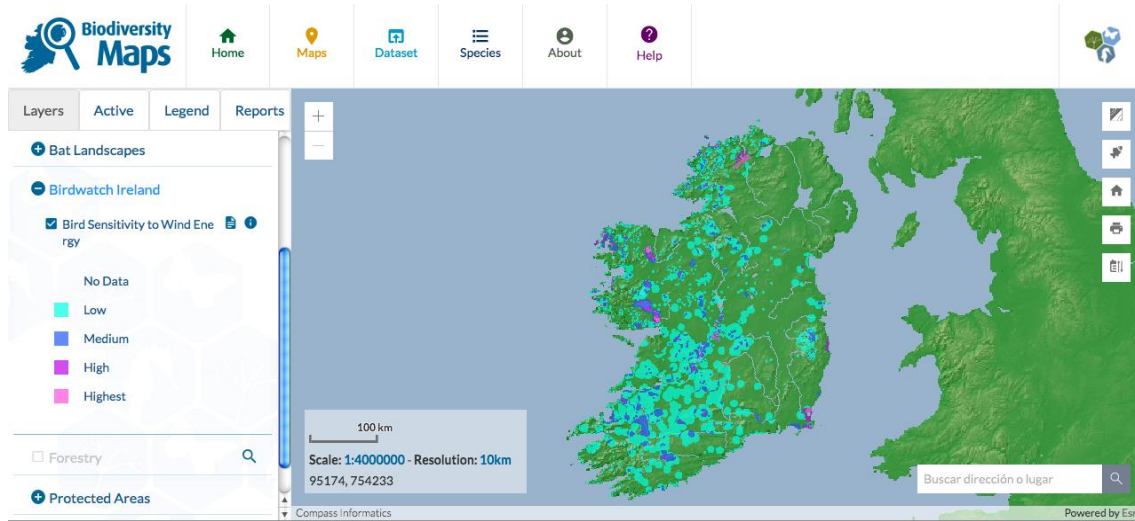 Biodiversity
Maps
Home
Maps
Dataset
Species
About
Help
Layers
Active
Legend
Reports
Bat Landscapes
Birdwatch Ireland
Bird Sensitivity to Wind Ene
rgy
No Data
Low
Medium
High
Highest
Forestry
Protected Areas
100 km
Scale: 1:4000000 - Resolution: 10km
95174, 754233
Buscar dirección o lugar
Compass Informatics
Powered by Esr